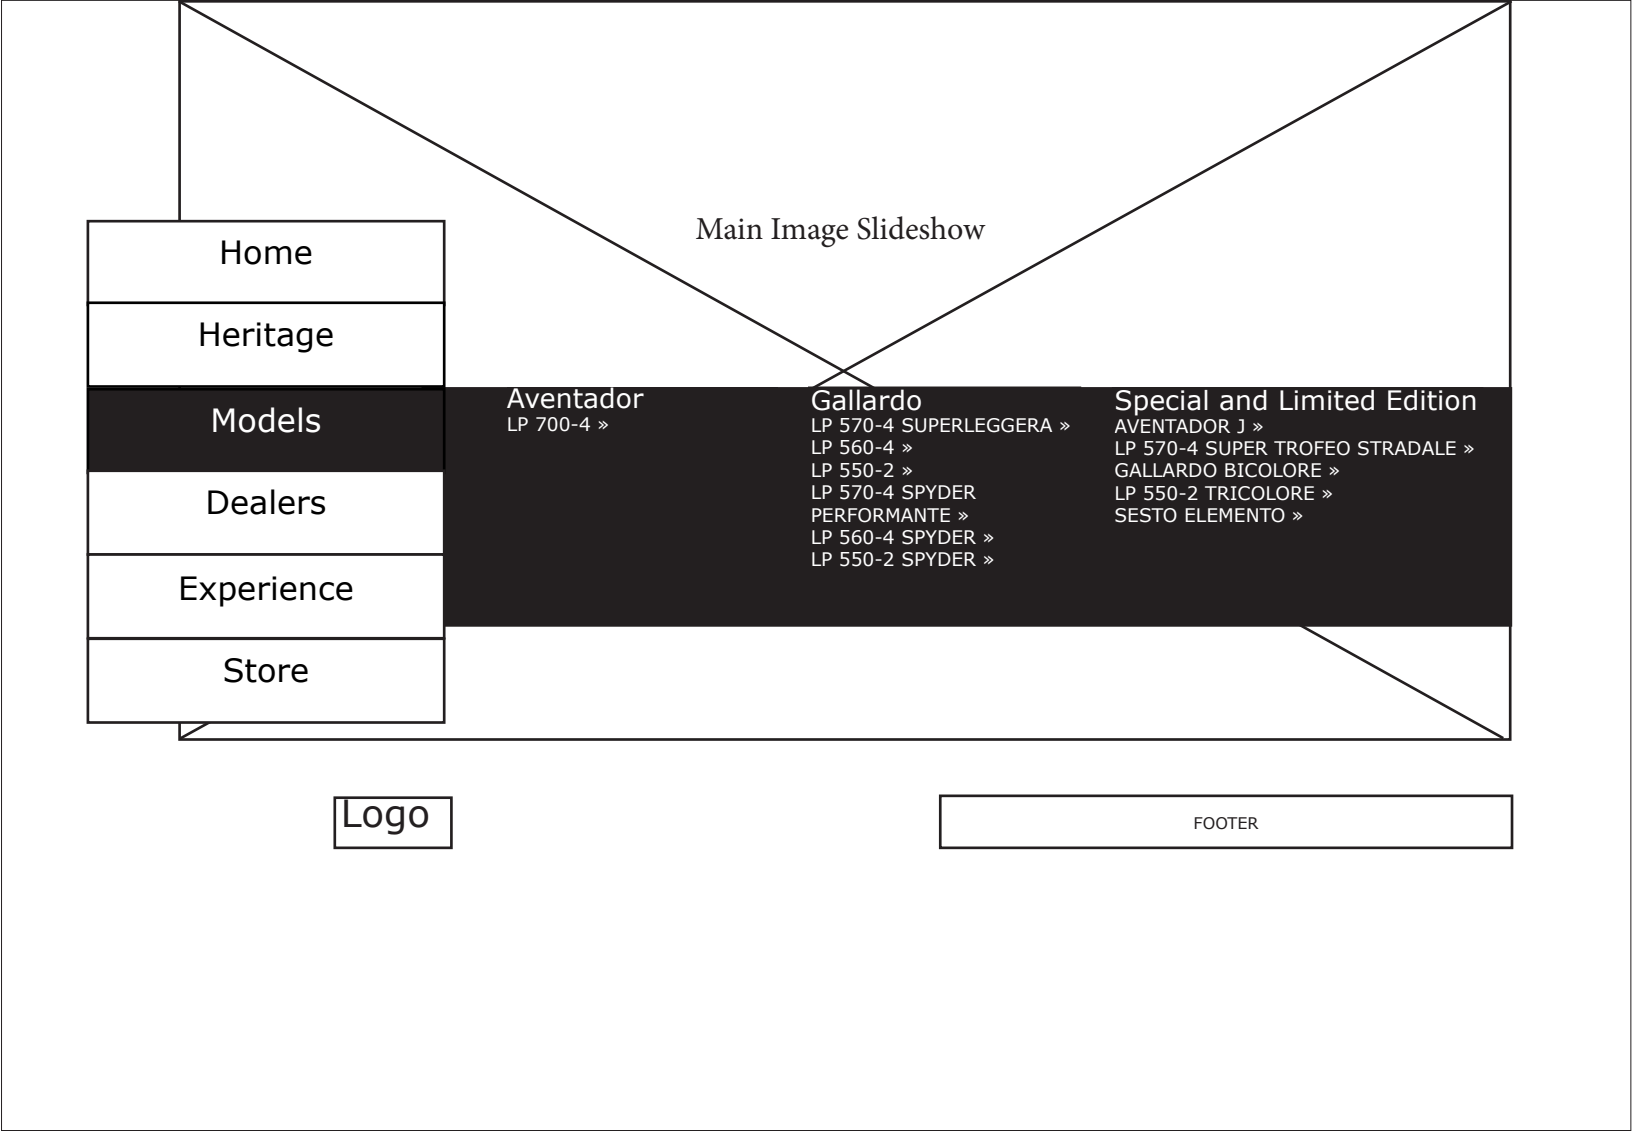 Main Image Slideshow
Home
Heritage
Models
Dealers
Experience
Store
Aventador
LP 700-4 »
Gallardo
LP 570-4 SUPERLEGGERA »
LP 560-4 »
LP 550-2 »
LP 570-4 SPYDER
PERFORMANTE »
LP 560-4 SPYDER »
LP 550-2 SPYDER »
Special and Limited Edition
AVENTADOR J »
LP 570-4 SUPER TROFEO STRADALE »
GALLARDO BICOLORE »
LP 550-2 TRICOLORE »
SESTO ELEMENTO »
Logo
FOOTER